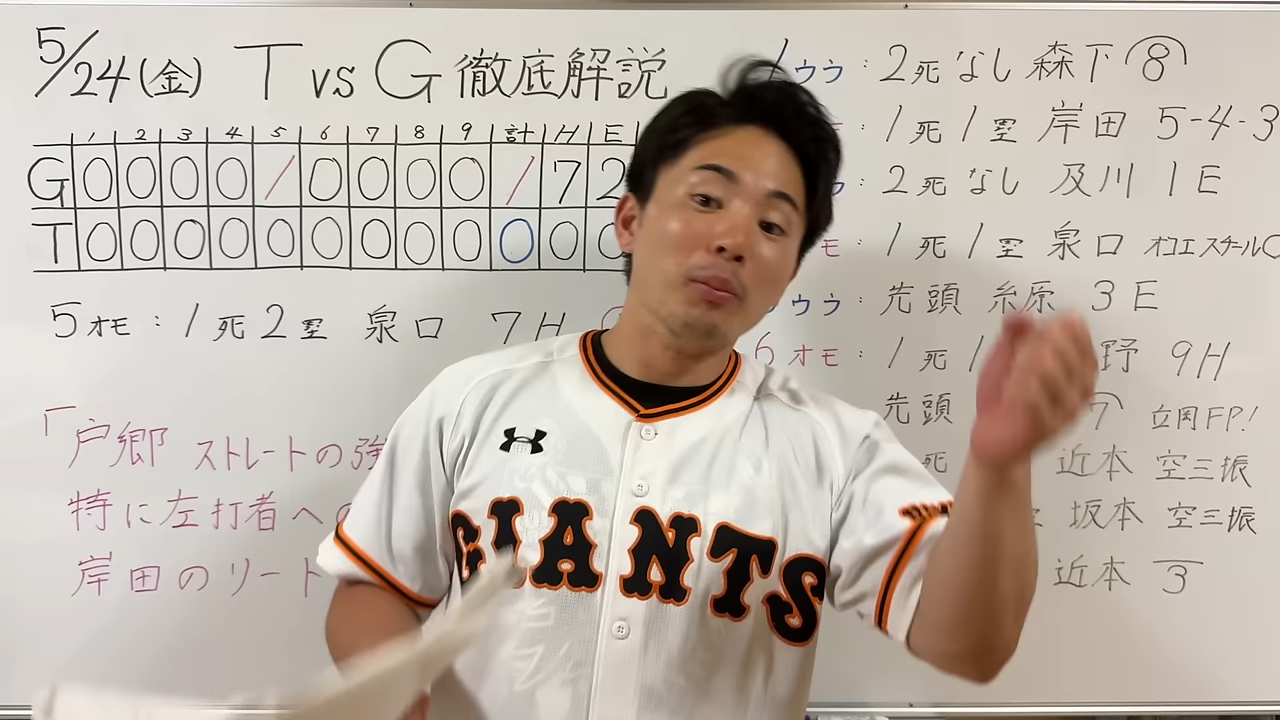 5/24(金) T vs G 徹底解説
1 2 3 4 5 6 7 8 9 計 H E
G 0 0 0 0 1 0 0 0 0 1 7 2
T 0 0 0 0 0 0 0 0 0 0 0
5オモ:1死2塁 泉口 7H
「戸郷 ストレートの強
特に左打者への
岸田のリード
1ウラ:2死なし 森下 8
1死1塁 岸田 5-4-3
2死なし 及川 1E
1死1塁 泉口 オコエスチール
ウラ:先頭 糸原 3E
6オモ:1死1 野 9H
先頭 7 立岡FP!
死 近本 空三振
坂本 空三振
近本 3
GIANTS